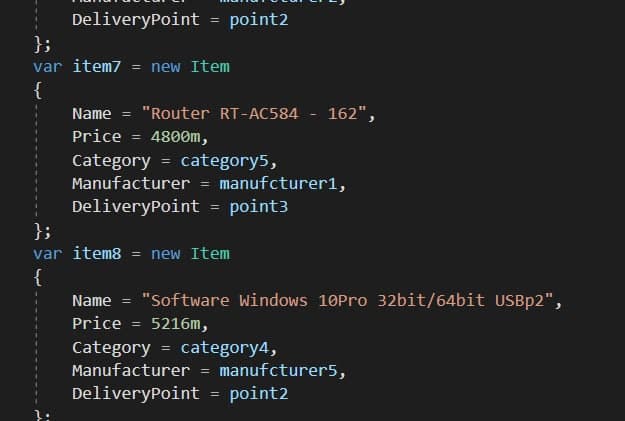 DeliveryPoint = point2
};
var item7 = new Item
{
Name = "Router RT-AC584 - 162",
Price = 4800m,
Category = category5,
Manufacturer = manufcturer1,
DeliveryPoint = point3
};
var item8 = new Item
{
Name = "Software Windows 10Pro 32bit/64bit USBp2",
Price = 5216m,
Category = category4,
Manufacturer = manufcturer5,
DeliveryPoint = point2
};